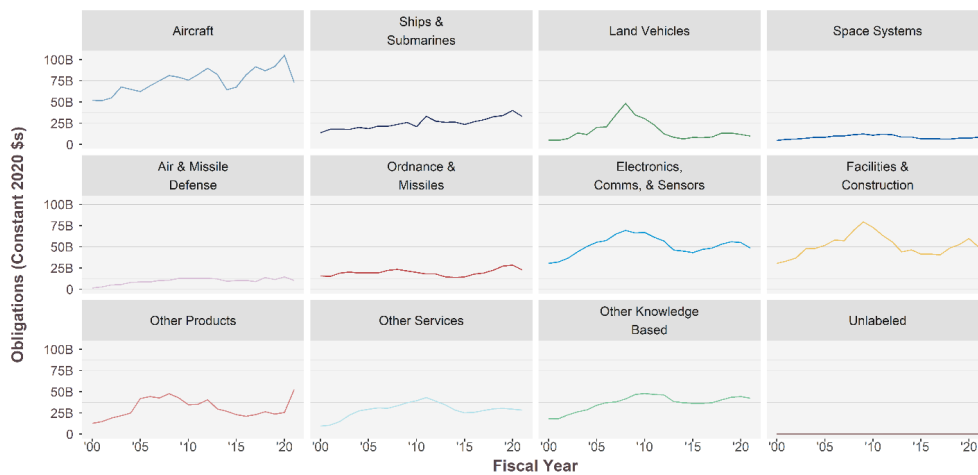 Aircraft
Ships &
Submarines
Land Vehicles
Space Systems
100B
75B
50B
25B
0
Air & Missile
Defense
Ordnance &
Missiles
Electronics,
Comms, & Sensors
Facilities &
Construction
100B
75B
50B
25B
0
Other Products
Other Services
Other Knowledge
Based
Unlabeled
100B
75B
50B
25B
0
'00 '05 '10 '15 '20 '00 '05 '10 '15 '20 '00 '05 '10 '15 '20 '00 '05 '10 '15 '20
Fiscal Year
Obligations (Constant 2020 $s)